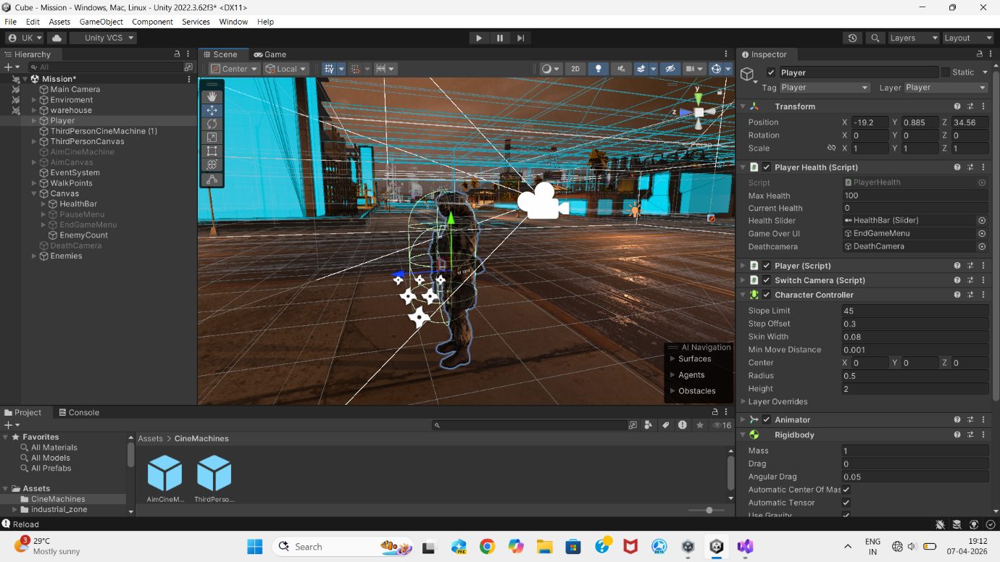 Cube - Mission - Windows, Mac, Linux - Unity 2022.3.62f3* <DX11>
File Edit Assets GameObject Component Services Window Help
UK Unity VCS Layers Layout
Hierarchy
All
Mission*
Main Camera
Enviroment
warehouse
Player
ThirdPersonCineMachine (1)
ThirdPersonCanvas
AimCineMachine
AimCanvas
EventSystem
WalkPoints
Canvas
HealthBar
PauseMenu
EndGameMenu
EnemyCount
DeathCamera
Enemies
Scene Game
Center Local 2D
y
z
Persp
AI Navigation
Surfaces
Agents
Obstacles
Inspector
Player Static
Tag Player Layer Player
Transform
Position X -19.2 Y 0.885 Z 34.56
Rotation X 0 Y 0 Z 0
Scale X 1 Y 1 Z 1
Player Health (Script)
Script PlayerHealth
Max Health 100
Current Health 0
Health Slider HealthBar (Slider)
Game Over UI EndGameMenu
Deathcamera DeathCamera
Player (Script)
Switch Camera (Script)
Character Controller
Slope Limit 45
Step Offset 0.3
Skin Width 0.08
Min Move Distance 0.001
Center X 0 Y 0 Z 0
Radius 0.5
Height 2
Layer Overrides
Animator
Rigidbody
Mass 1
Drag 0
Angular Drag 0.05
Automatic Center Of Mas
Automatic Tensor
Use Gravity
Project Console
16
Favorites
All Materials
All Models
All Prefabs
Assets
CineMachines
industrial_zone
Assets > CineMachines
AimCineM... ThirdPerso...
Reload
3
29°C
Mostly sunny
Search
PRE
BETA
ENG
IN
19:12
07-04-2026